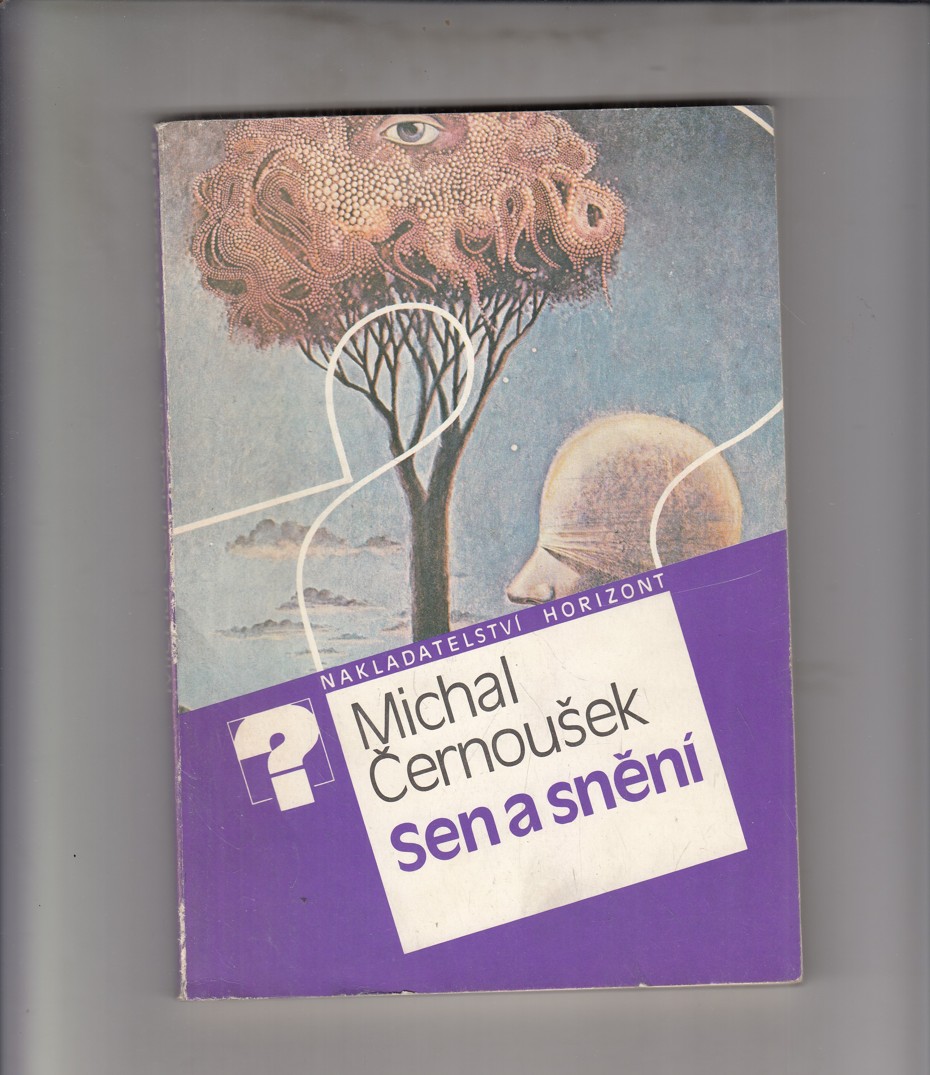 NAKLADATELSTVÍ HORIZONT
Michal
Černoušek
sen a snění
?